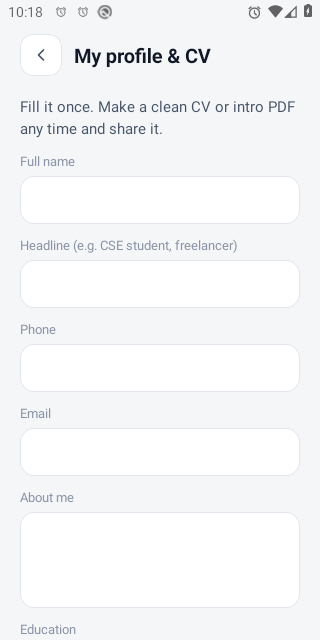 10:18
My profile & CV
Fill it once. Make a clean CV or intro PDF
any time and share it.
Full name
Headline (e.g. CSE student, freelancer)
Phone
Email
About me
Education